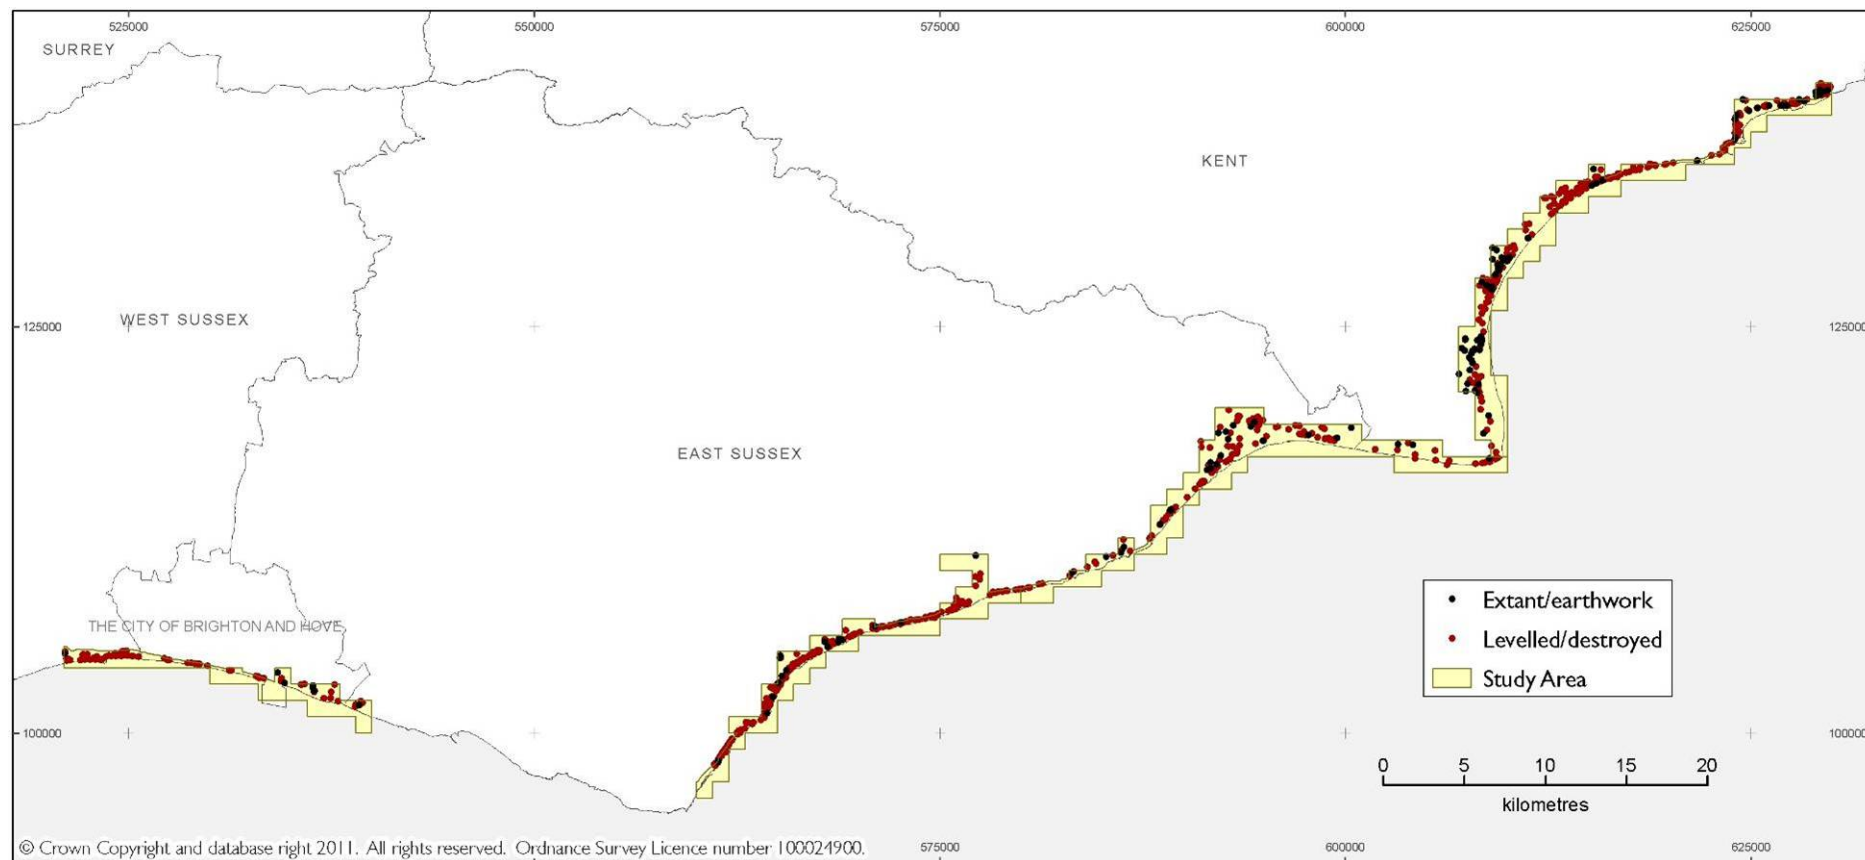 525000 550000 575000 600000 625000
SURREY
KENT
WEST SUSSEX
125000 125000
EAST SUSSEX
THE CITY OF BRIGHTON AND HOVE
Extant/earthwork
Levelled/destroyed
Study Area
100000 100000
0 5 10 15 20
kilometres
© Crown Copyright and database right 2011. All rights reserved. Ordnance Survey Licence number 100024900.
575000 600000 625000